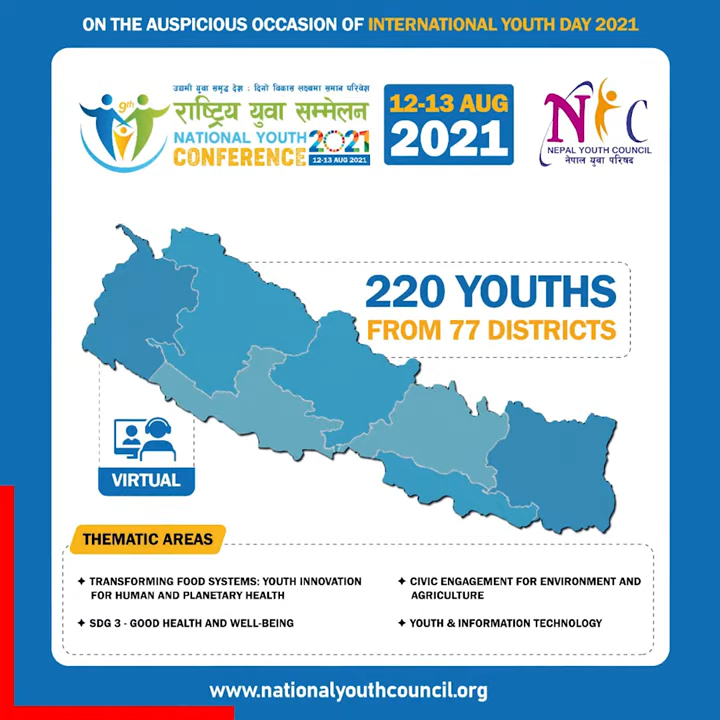 ON THE AUSPICIOUS OCCASION OF INTERNATIONAL YOUTH DAY 2021
उद्यमी युवा समृद्ध देश : दिगो विकास लक्ष्यमा समान परिवेश
9th
राष्ट्रिय युवा सम्मेलन
NATIONAL YOUTH
CONFERENCE 2021
12-13 AUG 2021
12-13 AUG
2021
NYC
NEPAL YOUTH COUNCIL
नेपाल युवा परिषद
220 YOUTHS
FROM 77 DISTRICTS
VIRTUAL
THEMATIC AREAS
TRANSFORMING FOOD SYSTEMS: YOUTH INNOVATION
FOR HUMAN AND PLANETARY HEALTH
SDG 3 - GOOD HEALTH AND WELL-BEING
CIVIC ENGAGEMENT FOR ENVIRONMENT AND
AGRICULTURE
YOUTH & INFORMATION TECHNOLOGY
www.nationalyouthcouncil.org